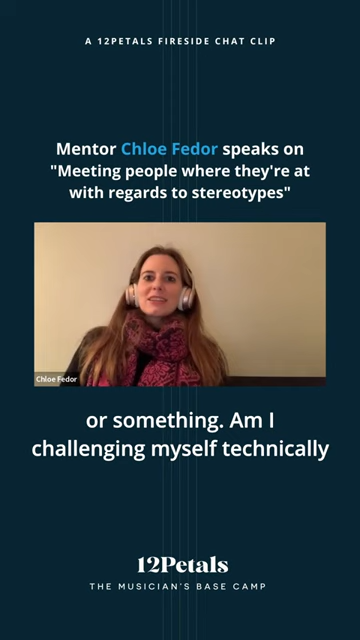 A 12PETALS FIRESIDE CHAT CLIP
Mentor Chloe Fedor speaks on
"Meeting people where they're at
with regards to stereotypes"
Chloe Fedor
or something. Am I
challenging myself technically
12Petals
THE MUSICIAN'S BASE CAMP